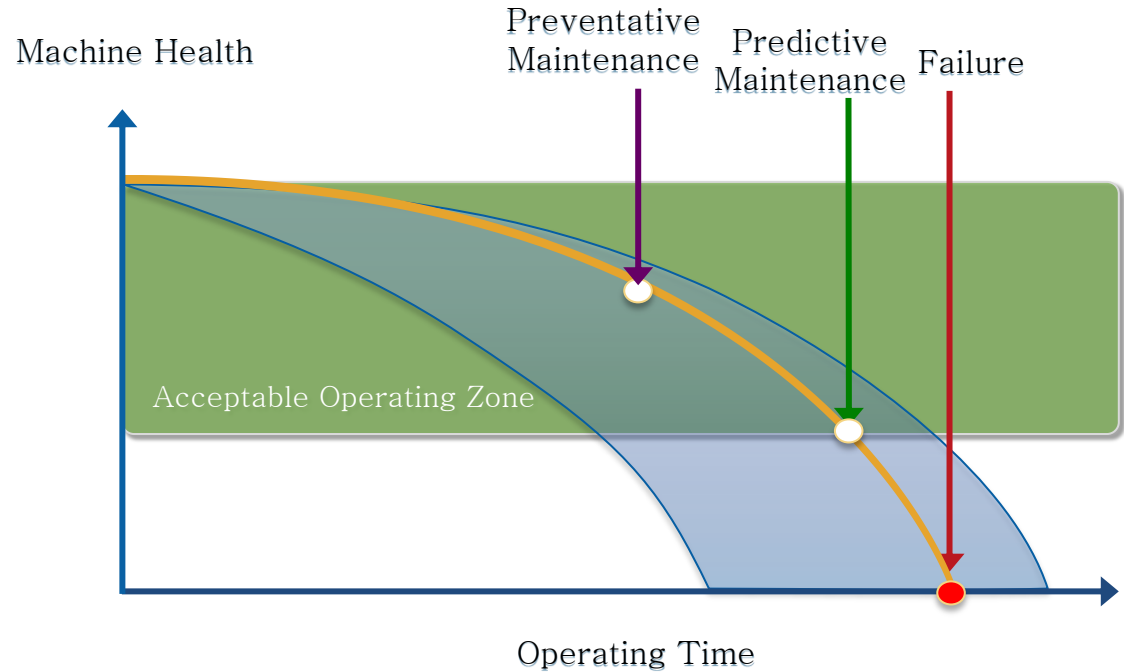 Machine Health
Preventative
Maintenance
Predictive
Maintenance
Failure
Acceptable Operating Zone
Operating Time